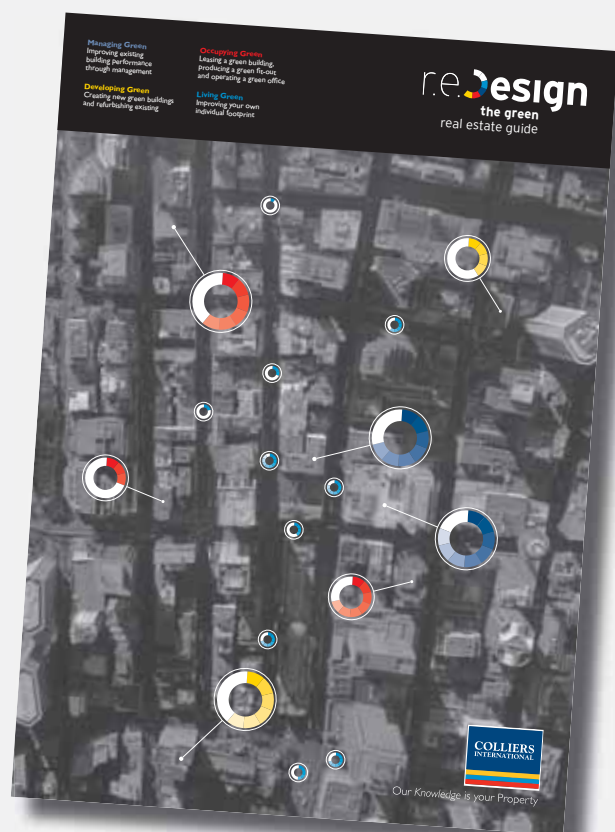 Managing Green
Improving existing
building performance
through management
Developing Green
Creating new green buildings
and refurbishing existing
Occupying Green
Leasing a green building,
producing a green fit-out
and operating a green office
Living Green
Improving your own
individual footprint
r.e.Design
the green
real estate guide
COLLIERS
INTERNATIONAL
Our Knowledge is your Property